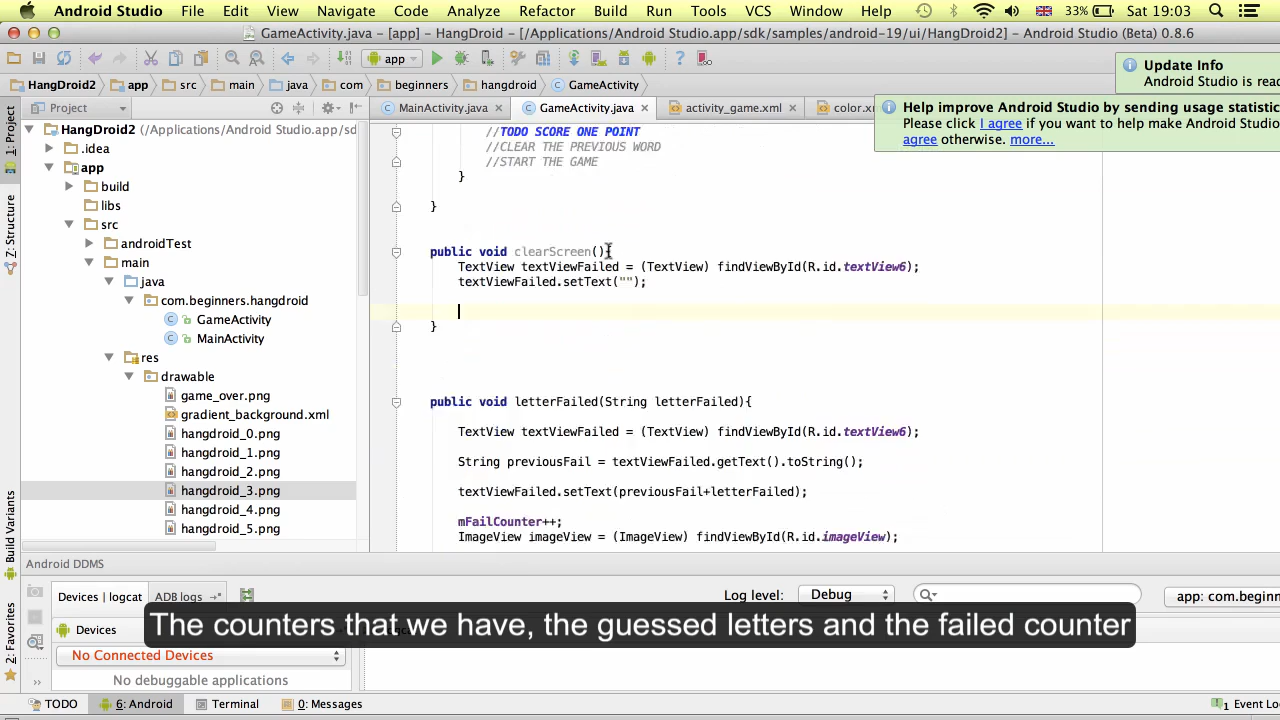 Android Studio File Edit View Navigate Code Analyze Refactor Build Run Tools VCS Window Help 33% Sat 19:03
GameActivity.java - [app] - HangDroid - [/Applications/Android Studio.app/sdk/samples/android-19/ui/HangDroid2] - Android Studio (Beta) 0.8.6
app
Update Info
Android Studio is read
HangDroid2 app src main java com beginners hangdroid GameActivity
Help improve Android Studio by sending usage statistic
Please click I agree if you want to help make Android Studio
agree otherwise. more...
1: Project
Z: Structure
Build Variants
2: Favorites
Project
HangDroid2 (/Applications/Android Studio.app/sd
.idea
app
build
libs
src
androidTest
main
java
com.beginners.hangdroid
GameActivity
MainActivity
res
drawable
game_over.png
gradient_background.xml
hangdroid_0.png
hangdroid_1.png
hangdroid_2.png
hangdroid_3.png
hangdroid_4.png
hangdroid_5.png
MainActivity.java GameActivity.java activity_game.xml color.xm
//TODO SCORE ONE POINT
//CLEAR THE PREVIOUS WORD
//START THE GAME
}
}
public void clearScreen(){
TextView textViewFailed = (TextView) findViewById(R.id.textView6);
textViewFailed.setText("");
}
public void letterFailed(String letterFailed){
TextView textViewFailed = (TextView) findViewById(R.id.textView6);
String previousFail = textViewFailed.getText().toString();
textViewFailed.setText(previousFail+letterFailed);
mFailCounter++;
ImageView imageView = (ImageView) findViewById(R.id.imageView);
Android DDMS
Devices | logcat ADB logs Log level: Debug app: com.beginn
Devices
The counters that we have, the guessed letters and the failed counter
No Connected Devices
No debuggable applications
TODO 6: Android Terminal 0: Messages 1 Event Lo